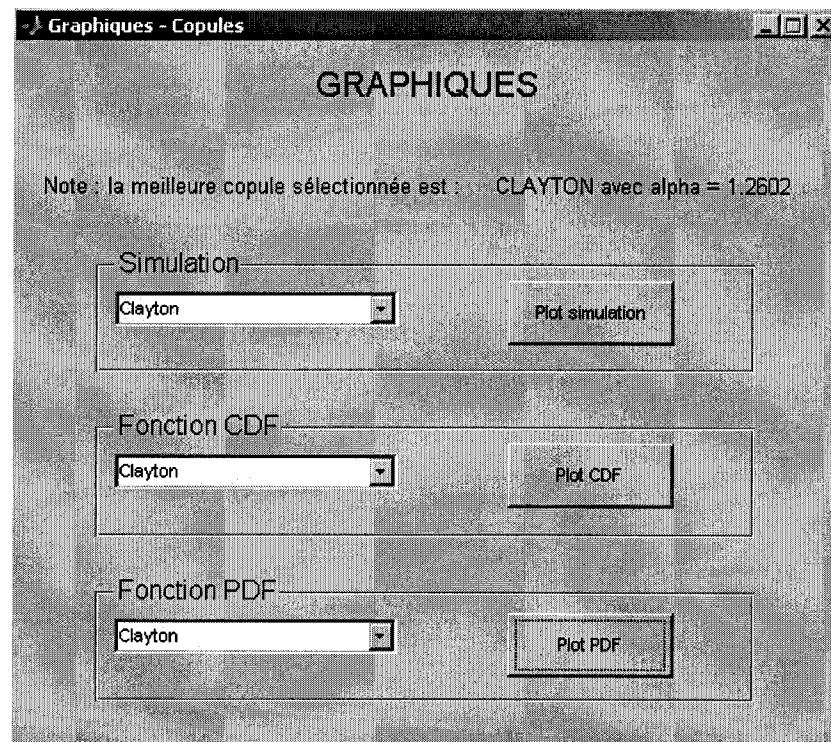 Graphiques - Copules
GRAPHIQUES
Note : la meilleure copule sélectionnée est : CLAYTON avec alpha = 1.2602
Simulation
Clayton
Plot simulation
Fonction CDF
Clayton
Plot CDF
Fonction PDF
Clayton
Plot PDF